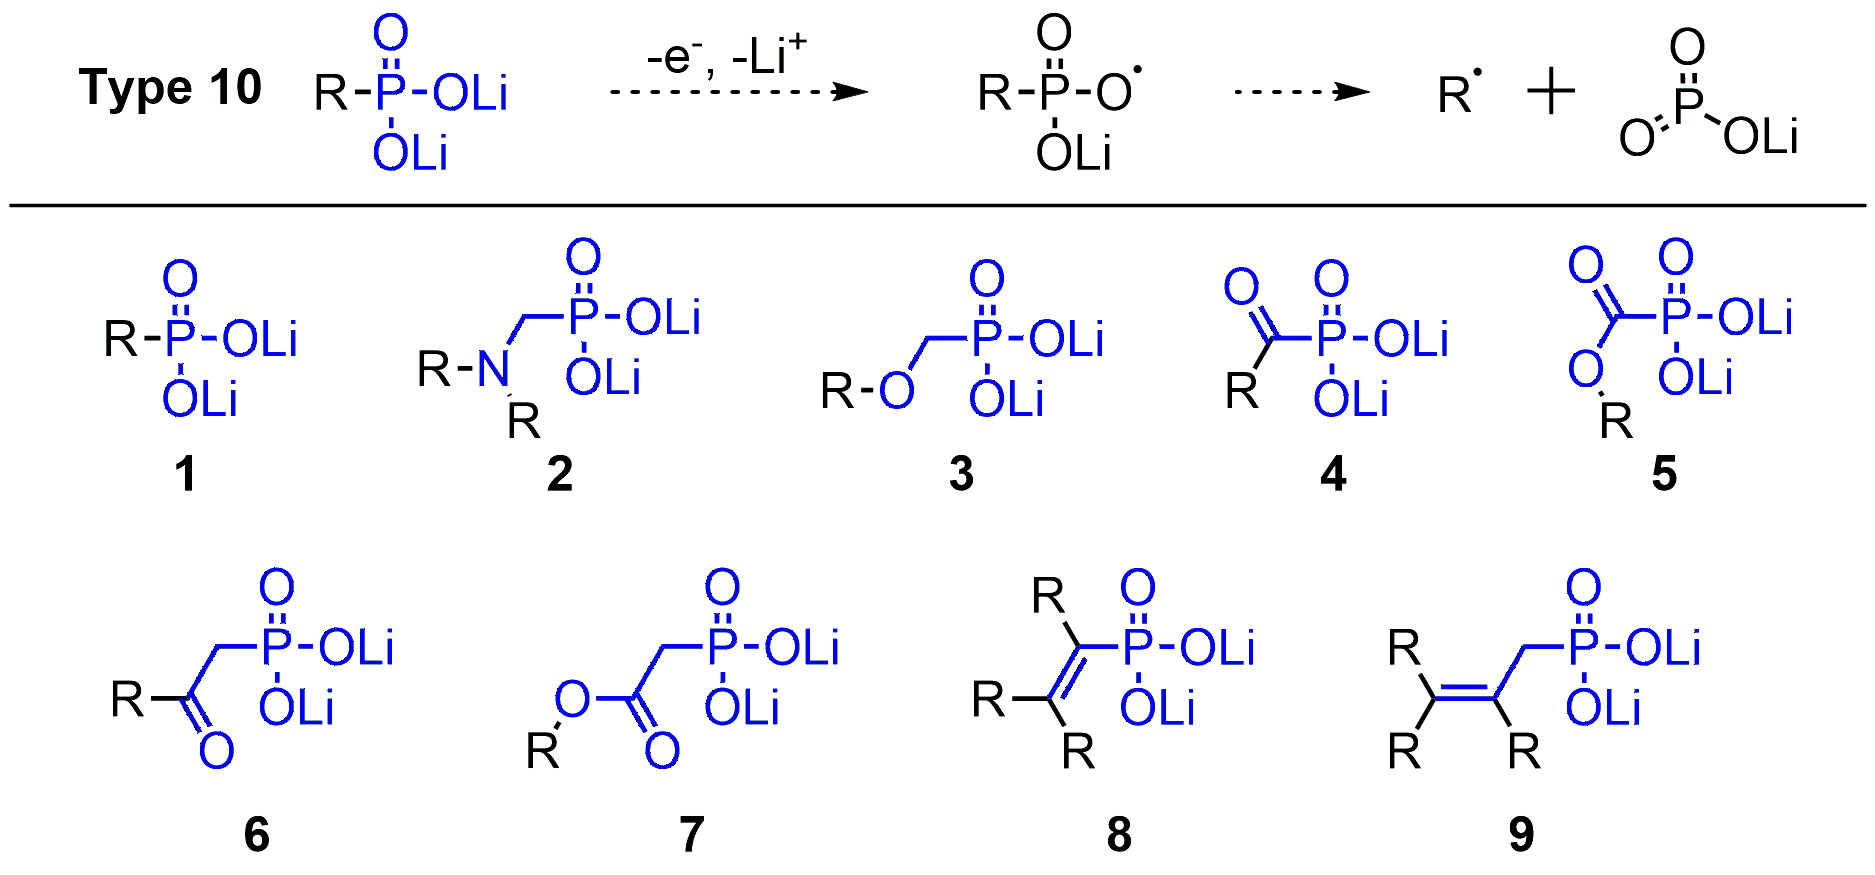 Type 10 R-P(=O)(OLi)-OLi -e⁻, -Li⁺ R-P(=O)(OLi)-O• R• + O=P(=O)-OLi
O O O O O
R-P-OLi R-N P-OLi R-O P-OLi R P-OLi O P-OLi
OLi R OLi OLi OLi R OLi
1 2 3 4 5
O O R O O
R P-OLi O P-OLi R P-OLi R P-OLi
O OLi R O OLi R OLi R R OLi
6 7 8 9